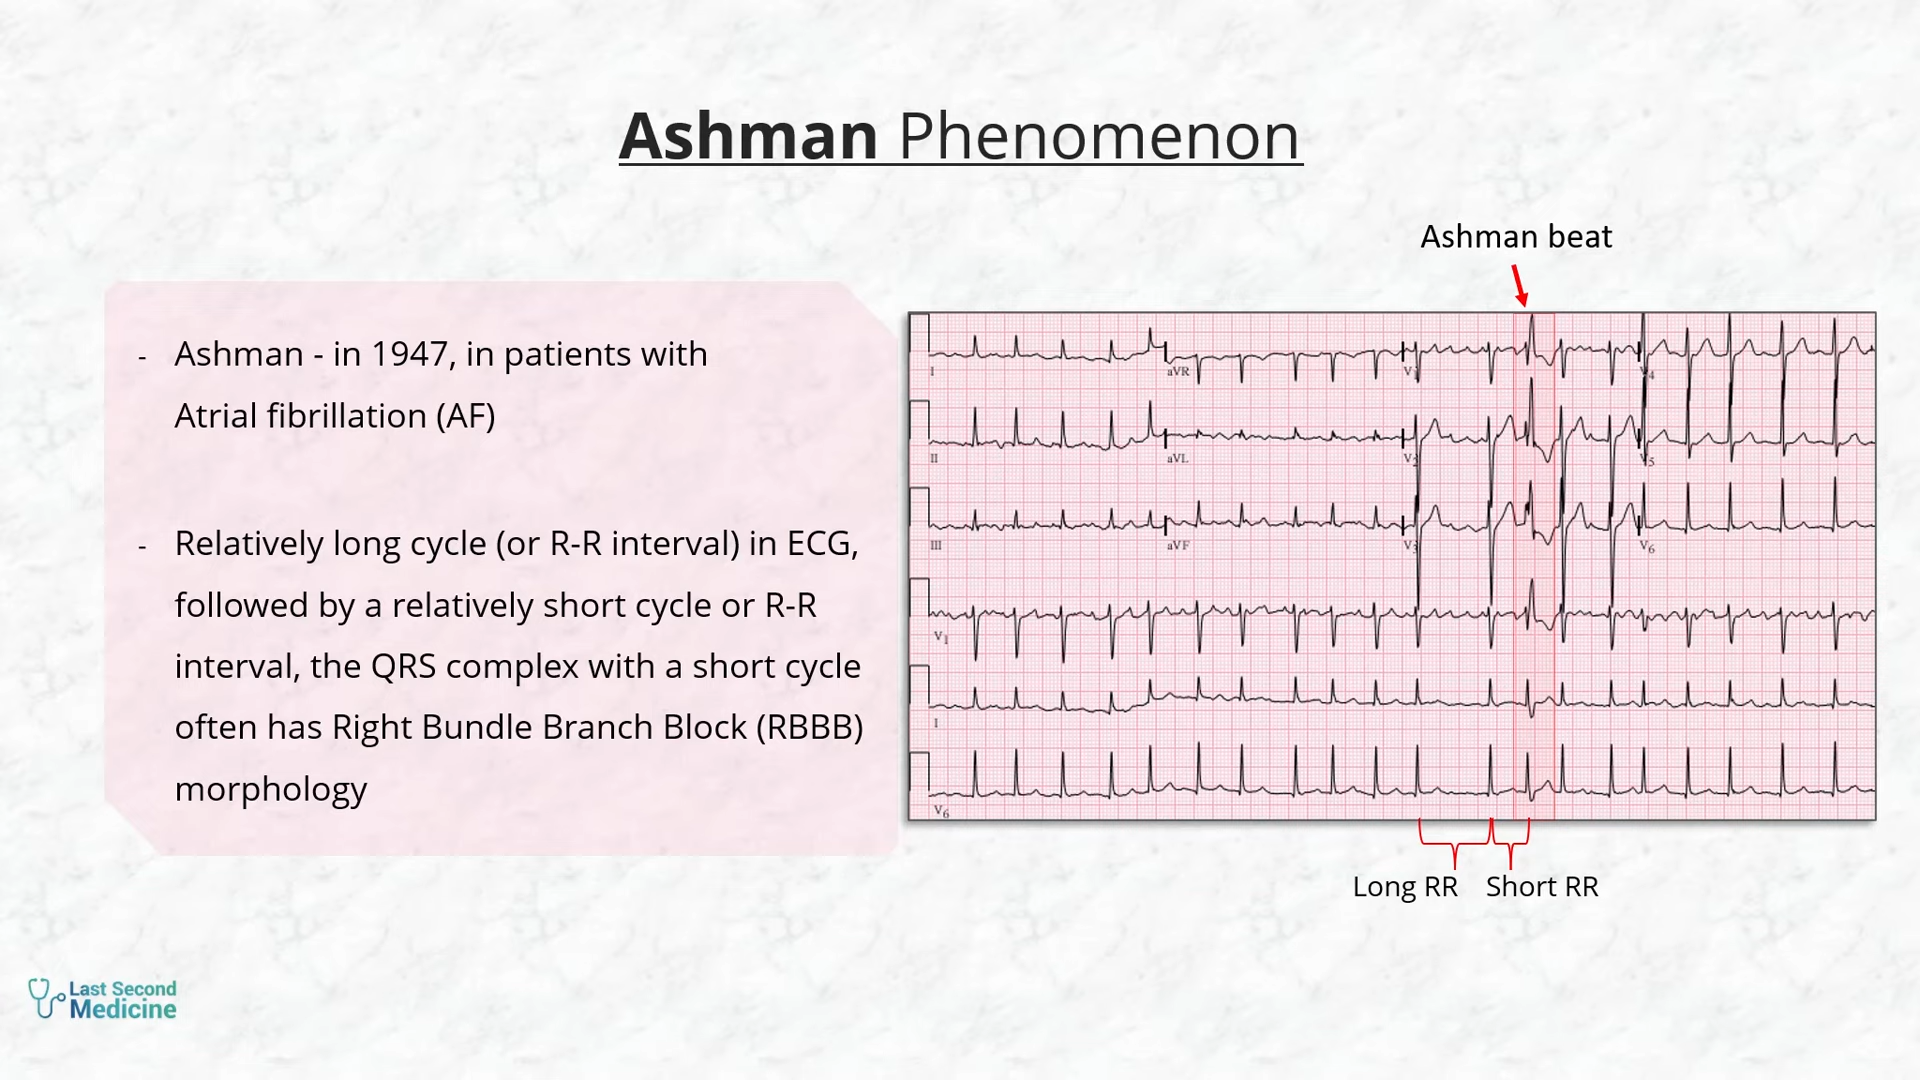 Ashman Phenomenon
Ashman beat
- Ashman - in 1947, in patients with
Atrial fibrillation (AF)
- Relatively long cycle (or R-R interval) in ECG,
followed by a relatively short cycle or R-R
interval, the QRS complex with a short cycle
often has Right Bundle Branch Block (RBBB)
morphology
I
aVR
V1
V4
II
aVL
V2
V5
III
aVF
V3
V6
V1
I
V6
Long RR
Short RR
Last Second
Medicine